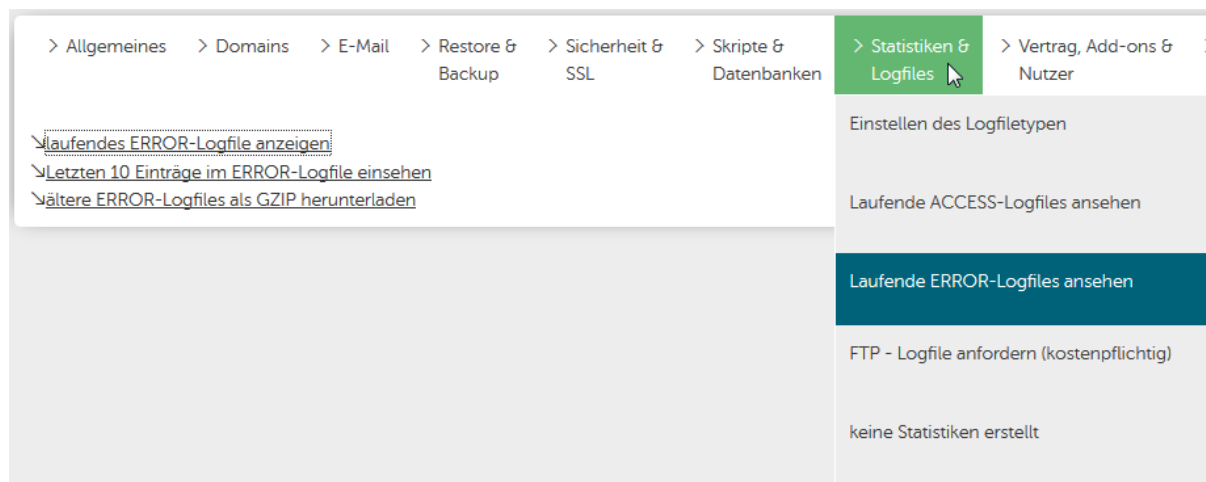 > Allgemeines > Domains > E-Mail > Restore & > Sicherheit & > Skripte & > Statistiken & > Vertrag, Add-ons &
Backup SSL Datenbanken Logfiles Nutzer
laufendes ERROR-Logfile anzeigen
Letzten 10 Einträge im ERROR-Logfile einsehen
ältere ERROR-Logfiles als GZIP herunterladen
Einstellen des Logfiletypen
Laufende ACCESS-Logfiles ansehen
Laufende ERROR-Logfiles ansehen
FTP - Logfile anfordern (kostenpflichtig)
keine Statistiken erstellt